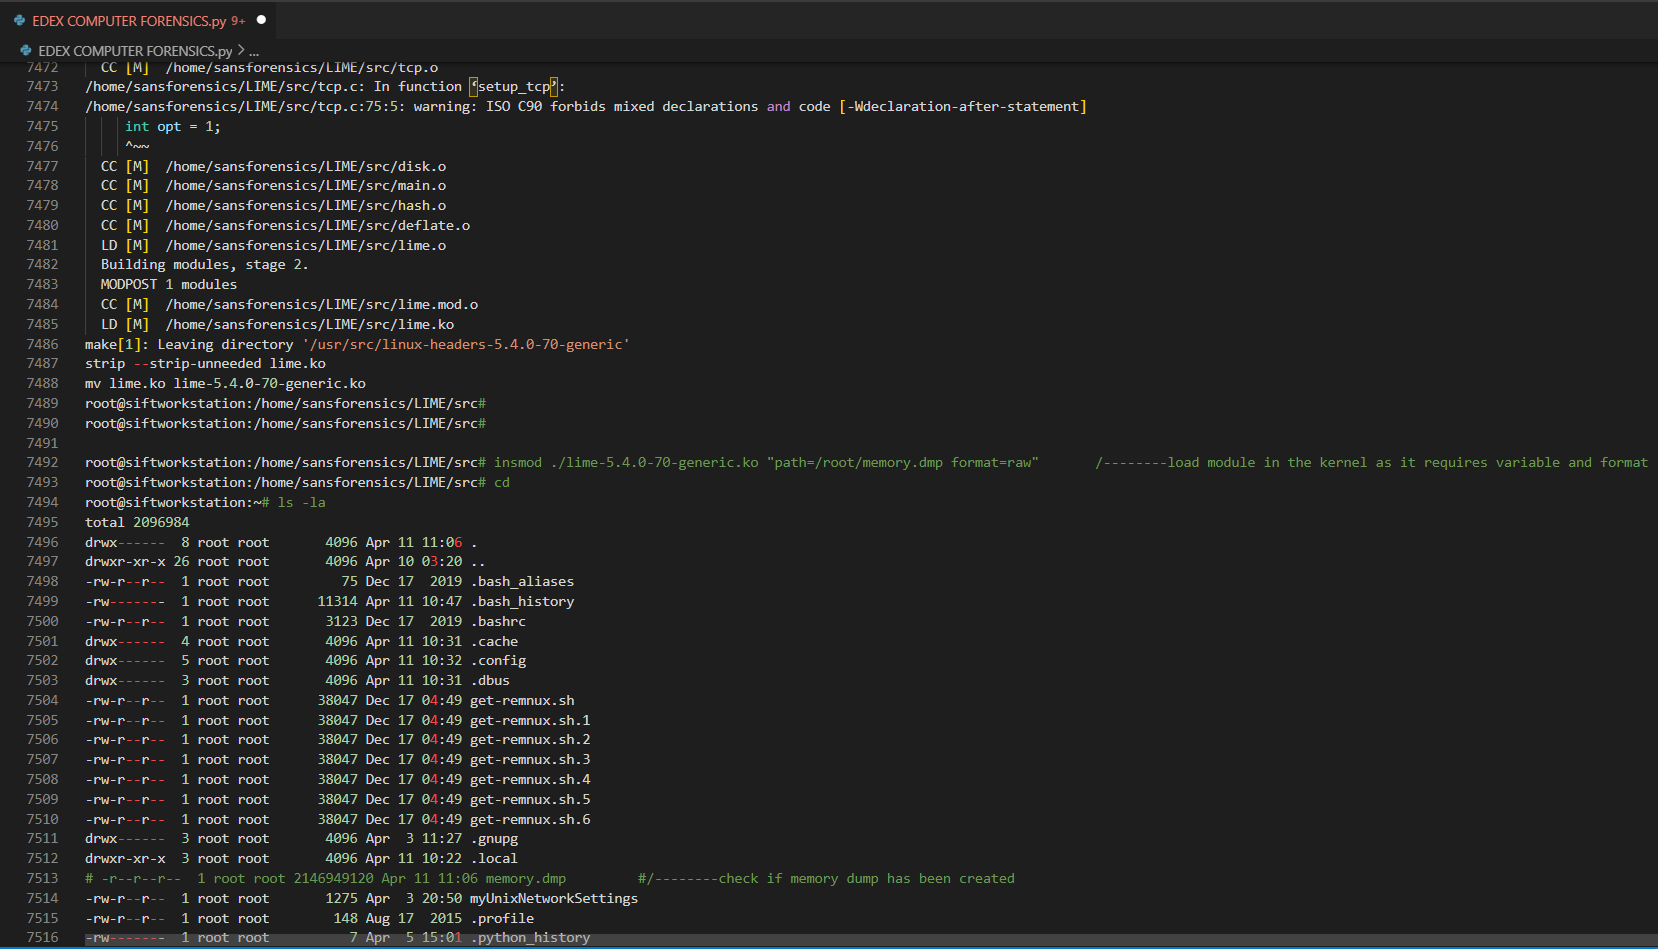 EDEX COMPUTER FORENSICS.py 9+
EDEX COMPUTER FORENSICS.py > ...
7472   CC [M]  /home/sansforensics/LIME/src/tcp.o
7473 /home/sansforensics/LIME/src/tcp.c: In function ‘setup_tcp’:
7474 /home/sansforensics/LIME/src/tcp.c:75:5: warning: ISO C90 forbids mixed declarations and code [-Wdeclaration-after-statement]
7475      int opt = 1;
7476      ^~~
7477   CC [M]  /home/sansforensics/LIME/src/disk.o
7478   CC [M]  /home/sansforensics/LIME/src/main.o
7479   CC [M]  /home/sansforensics/LIME/src/hash.o
7480   CC [M]  /home/sansforensics/LIME/src/deflate.o
7481   LD [M]  /home/sansforensics/LIME/src/lime.o
7482   Building modules, stage 2.
7483   MODPOST 1 modules
7484   CC [M]  /home/sansforensics/LIME/src/lime.mod.o
7485   LD [M]  /home/sansforensics/LIME/src/lime.ko
7486 make[1]: Leaving directory '/usr/src/linux-headers-5.4.0-70-generic'
7487 strip --strip-unneeded lime.ko
7488 mv lime.ko lime-5.4.0-70-generic.ko
7489 root@siftworkstation:/home/sansforensics/LIME/src#
7490 root@siftworkstation:/home/sansforensics/LIME/src#
7491
7492 root@siftworkstation:/home/sansforensics/LIME/src# insmod ./lime-5.4.0-70-generic.ko "path=/root/memory.dmp format=raw"       /--------load module in the kernel as it requires variable and format
7493 root@siftworkstation:/home/sansforensics/LIME/src# cd
7494 root@siftworkstation:~# ls -la
7495 total 2096984
7496 drwx------  8 root root       4096 Apr 11 11:06 .
7497 drwxr-xr-x 26 root root       4096 Apr 10 03:20 ..
7498 -rw-r--r--  1 root root         75 Dec 17  2019 .bash_aliases
7499 -rw-------  1 root root      11314 Apr 11 10:47 .bash_history
7500 -rw-r--r--  1 root root       3123 Dec 17  2019 .bashrc
7501 drwx------  4 root root       4096 Apr 11 10:31 .cache
7502 drwx------  5 root root       4096 Apr 11 10:32 .config
7503 drwx------  3 root root       4096 Apr 11 10:31 .dbus
7504 -rw-r--r--  1 root root      38047 Dec 17 04:49 get-remnux.sh
7505 -rw-r--r--  1 root root      38047 Dec 17 04:49 get-remnux.sh.1
7506 -rw-r--r--  1 root root      38047 Dec 17 04:49 get-remnux.sh.2
7507 -rw-r--r--  1 root root      38047 Dec 17 04:49 get-remnux.sh.3
7508 -rw-r--r--  1 root root      38047 Dec 17 04:49 get-remnux.sh.4
7509 -rw-r--r--  1 root root      38047 Dec 17 04:49 get-remnux.sh.5
7510 -rw-r--r--  1 root root      38047 Dec 17 04:49 get-remnux.sh.6
7511 drwx------  3 root root       4096 Apr  3 11:27 .gnupg
7512 drwxr-xr-x  3 root root       4096 Apr 11 10:22 .local
7513 # -r--r--r--  1 root root 2146949120 Apr 11 11:06 memory.dmp         #/--------check if memory dump has been created
7514 -rw-r--r--  1 root root       1275 Apr  3 20:50 myUnixNetworkSettings
7515 -rw-r--r--  1 root root        148 Aug 17  2015 .profile
7516 -rw-------  1 root root          7 Apr  5 15:01 .python_history